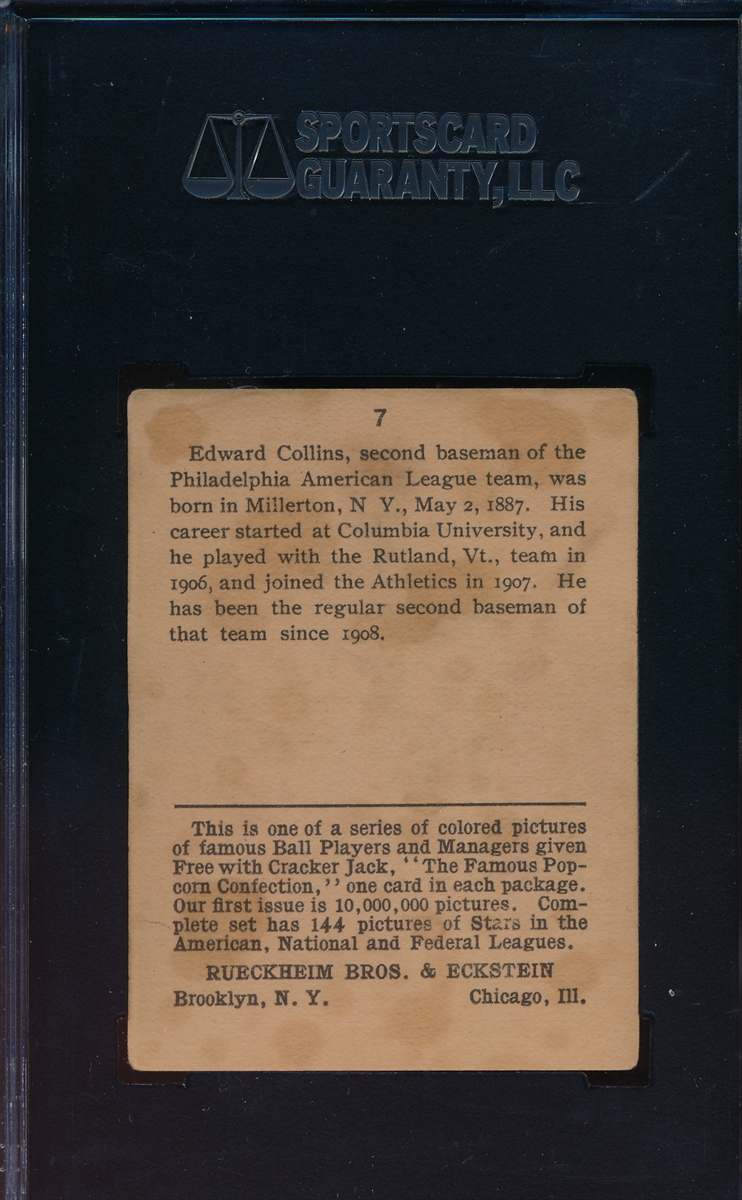 SPORTSCARD
GUARANTY, LLC
7
Edward Collins, second baseman of the
Philadelphia American League team, was
born in Millerton, N Y., May 2, 1887. His
career started at Columbia University, and
he played with the Rutland, Vt., team in
1906, and joined the Athletics in 1907. He
has been the regular second baseman of
that team since 1908.
This is one of a series of colored pictures
of famous Ball Players and Managers given
Free with Cracker Jack, “The Famous Pop-
corn Confection,” one card in each package.
Our first issue is 10,000,000 pictures. Com-
plete set has 144 pictures of Stars in the
American, National and Federal Leagues.
RUECKHEIM BROS. & ECKSTEIN
Brooklyn, N. Y. Chicago, Ill.